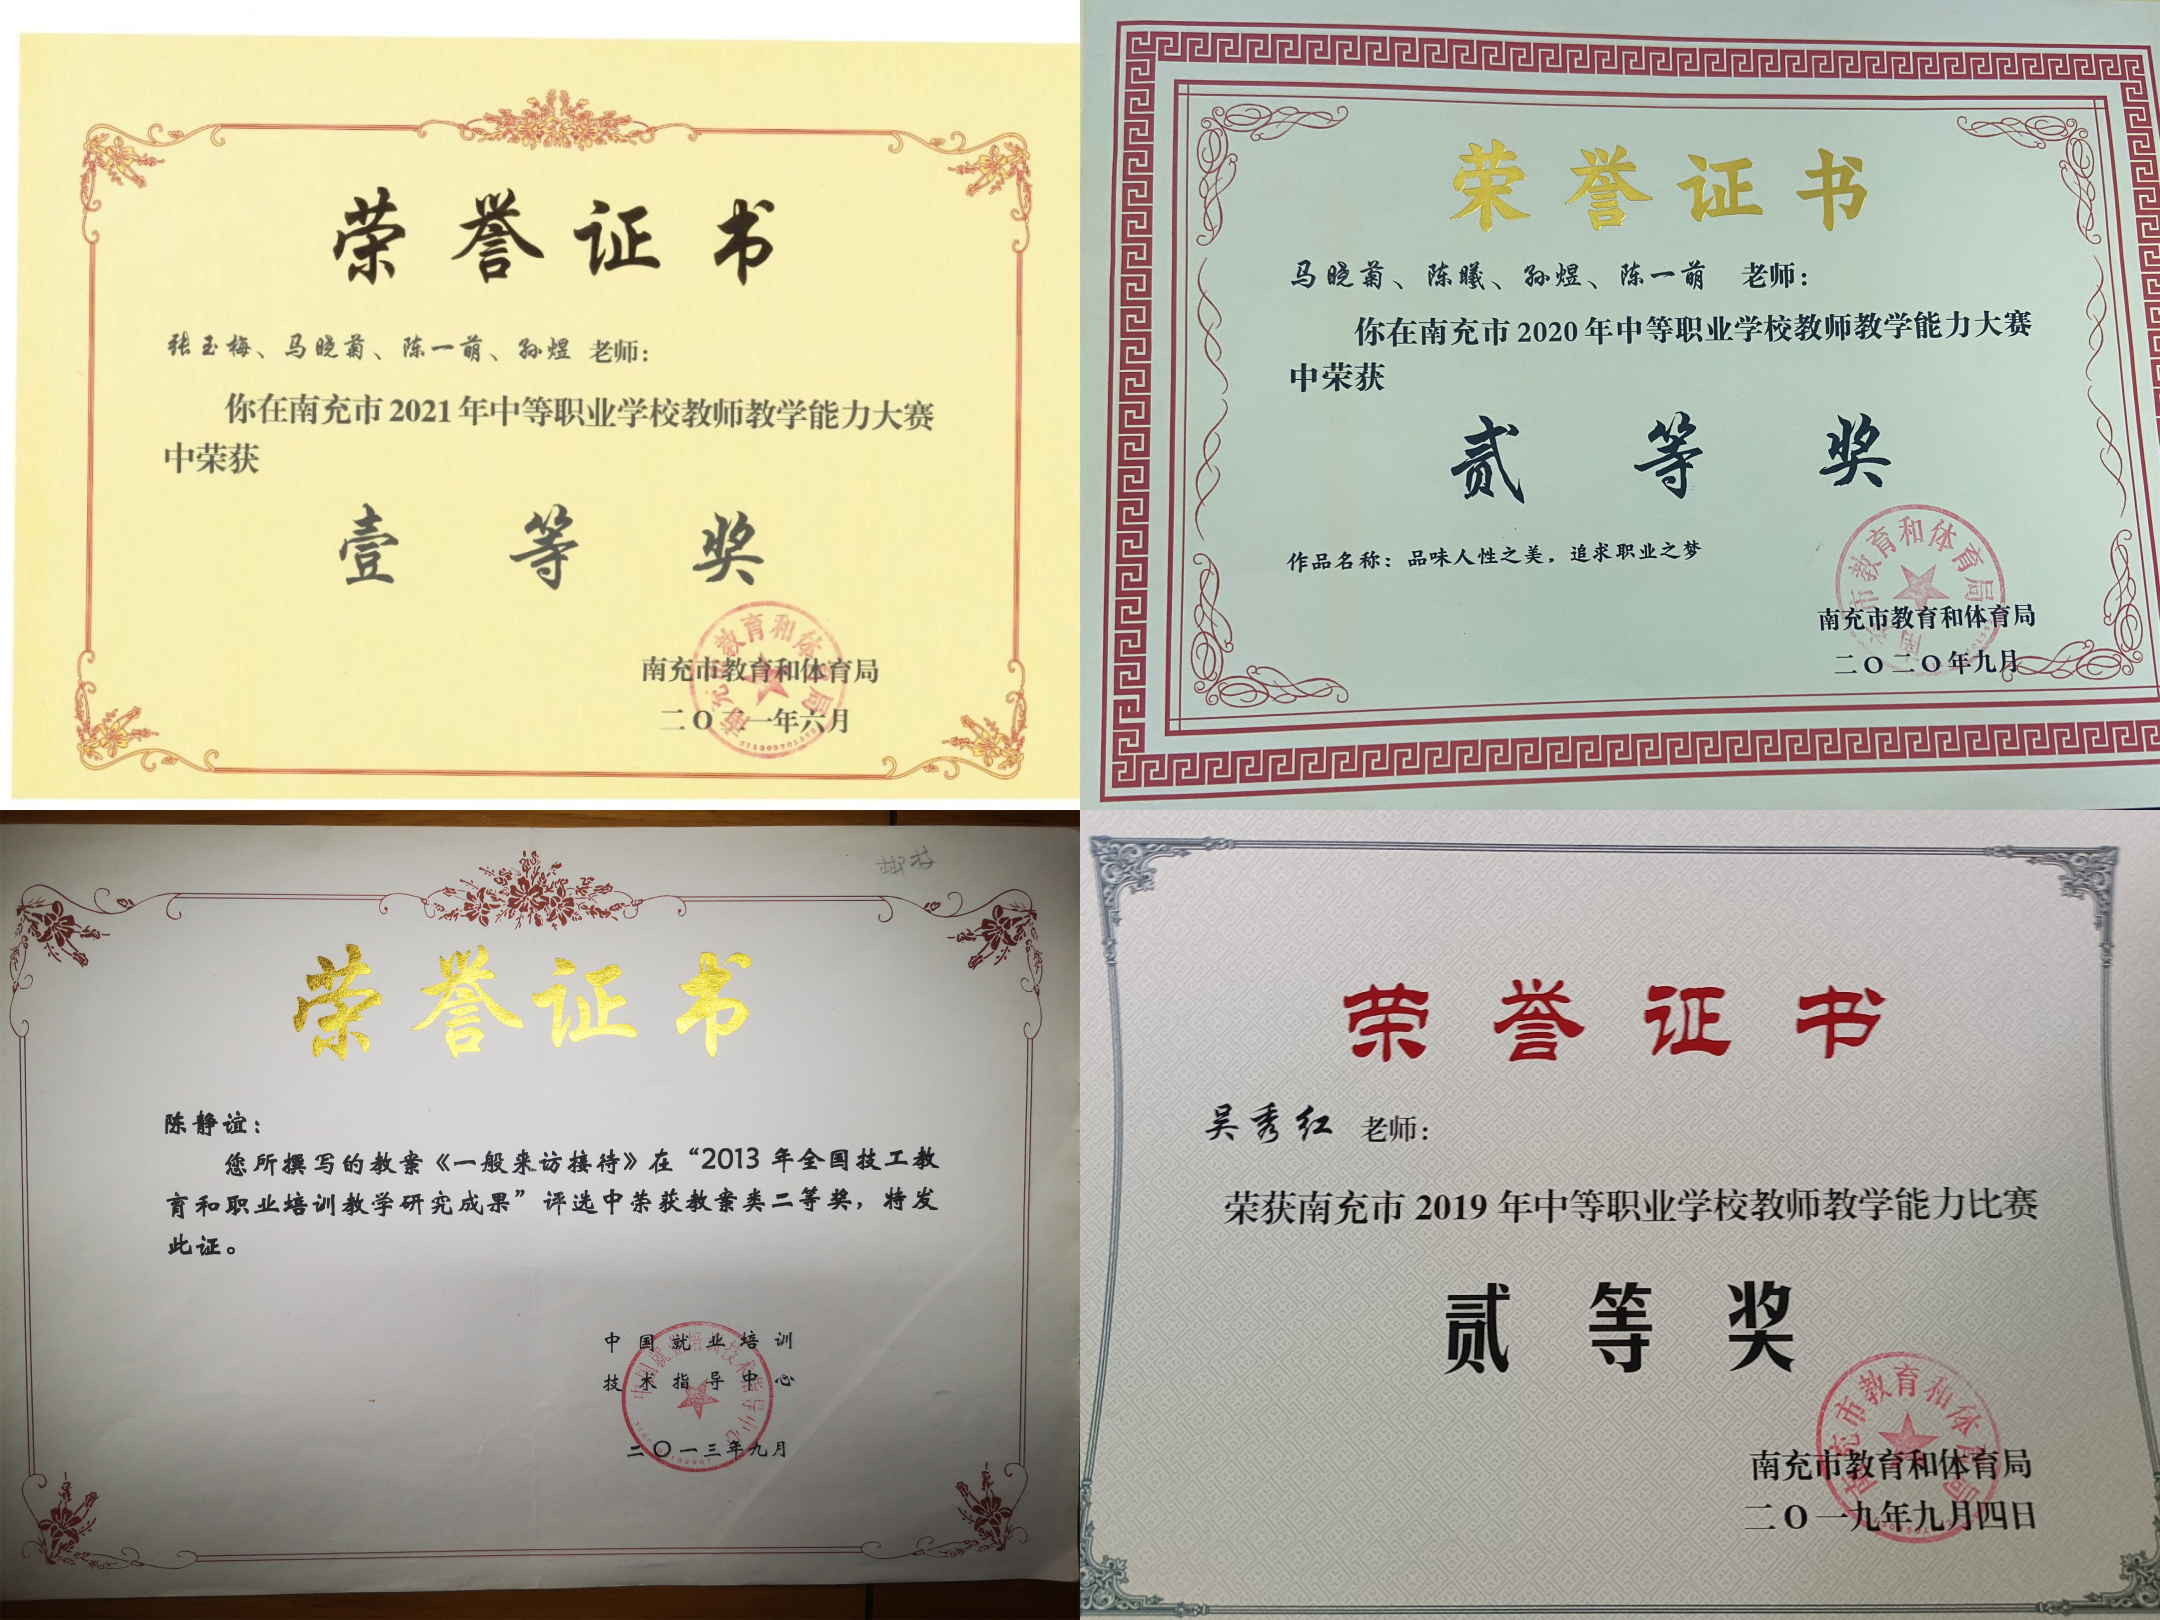 荣誉证书
张玉梅、马晓菊、陈一萌、孙煜 老师：
你在南充市2021年中等职业学校教师教学能力大赛
中荣获
壹等奖
南充市教育和体育局
二〇二一年六月
荣誉证书
马晓菊、陈曦、孙煜、陈一萌 老师：
你在南充市2020年中等职业学校教师教学能力大赛
中荣获
贰等奖
作品名称：品味人性之美，追求职业之梦
南充市教育和体育局
二〇二〇年九月
荣誉证书
陈静谊：
您所撰写的教案《一般来访接待》在“2013年全国技工教
育和职业培训教学研究成果”评选中荣获教案类二等奖，特发
此证。
中国就业培训
技术指导中心
二〇一三年九月
荣誉证书
吴秀红 老师：
荣获南充市2019年中等职业学校教师教学能力比赛
贰等奖
南充市教育和体育局
二〇一九年九月四日